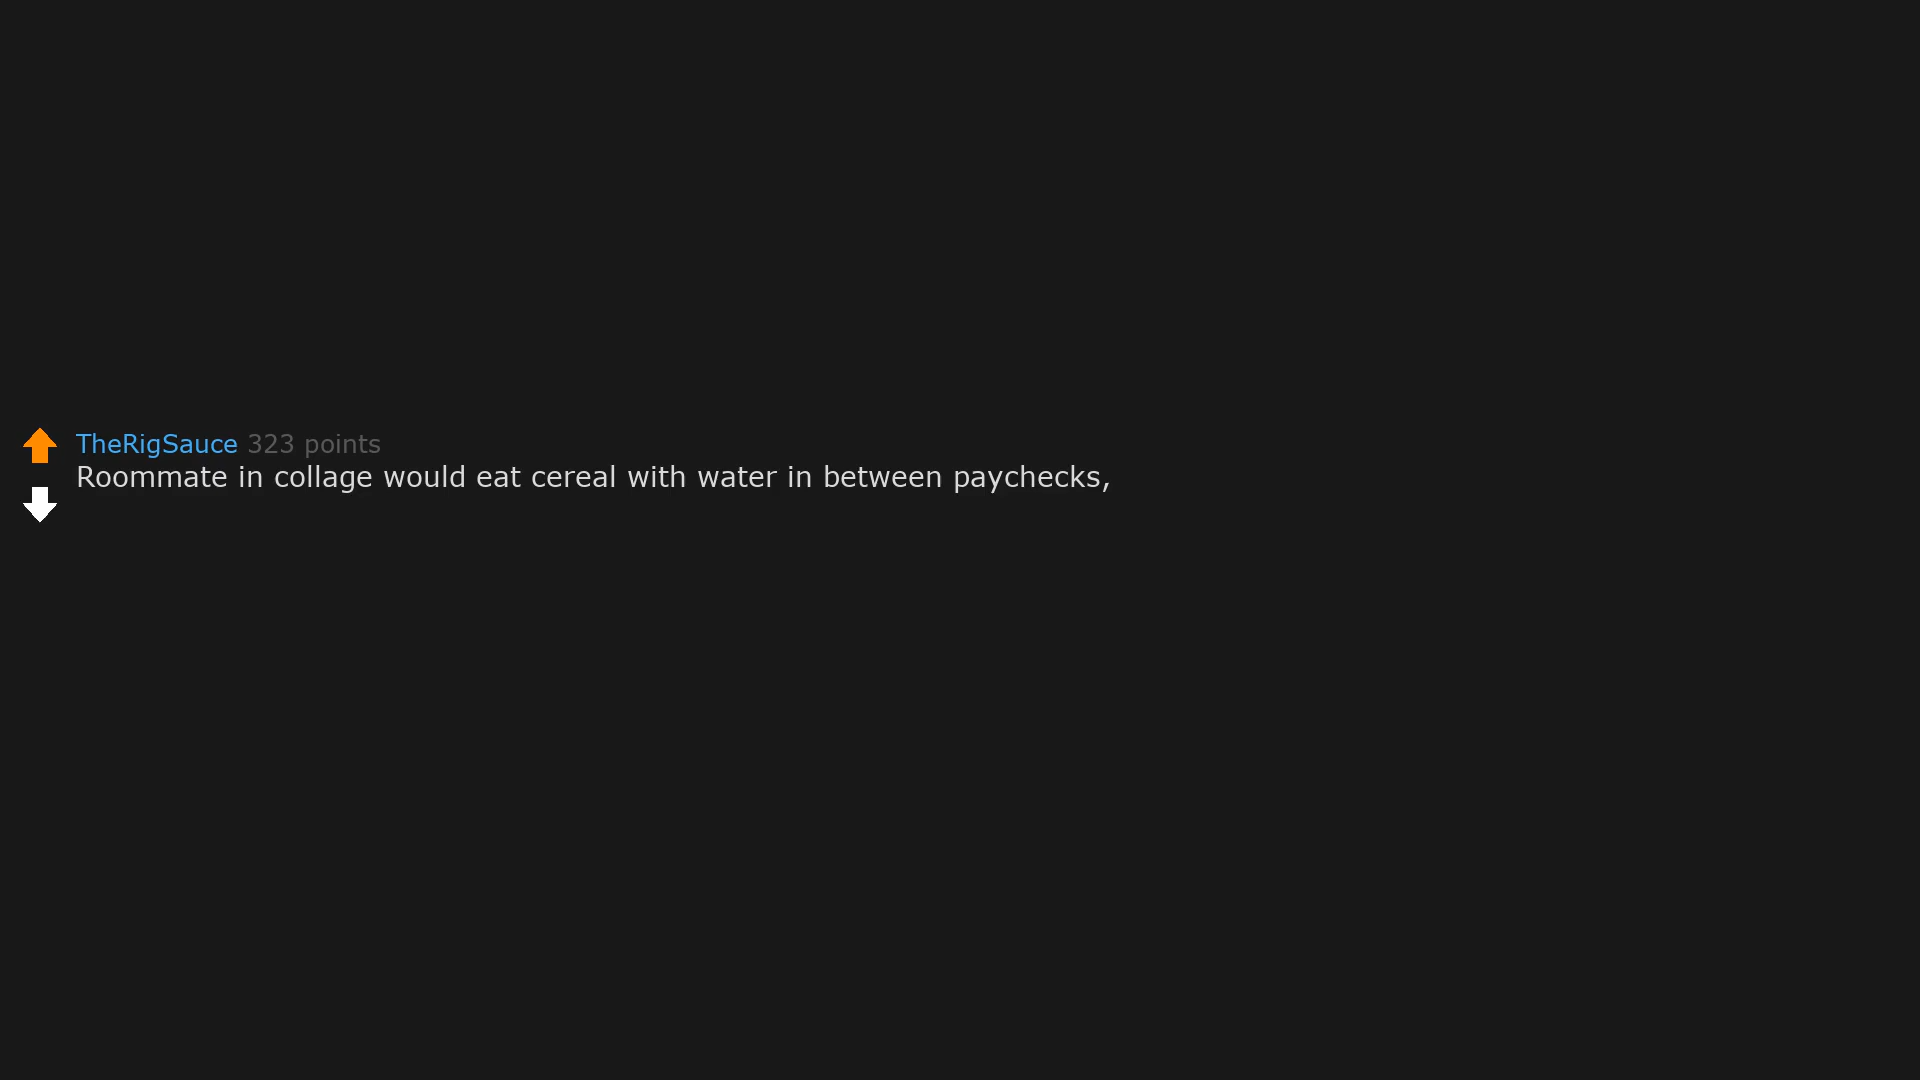 TheRigSauce 323 points
Roommate in collage would eat cereal with water in between paychecks,